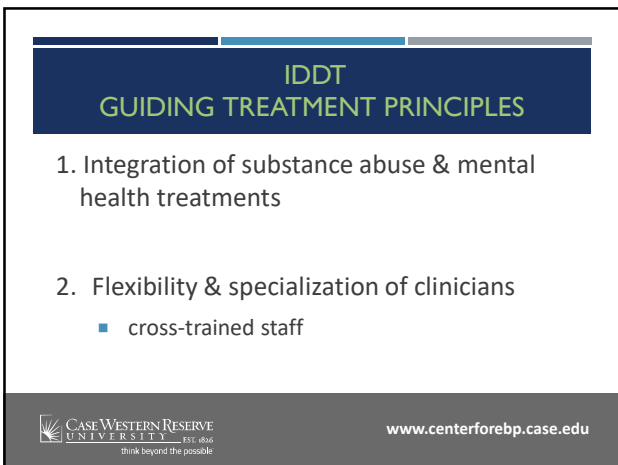 IDDT
GUIDING TREATMENT PRINCIPLES
1. Integration of substance abuse & mental
health treatments
2. Flexibility & specialization of clinicians
■ cross-trained staff
CASE WESTERN RESERVE
UNIVERSITY EST. 1826
think beyond the possible
www.centerforebp.case.edu